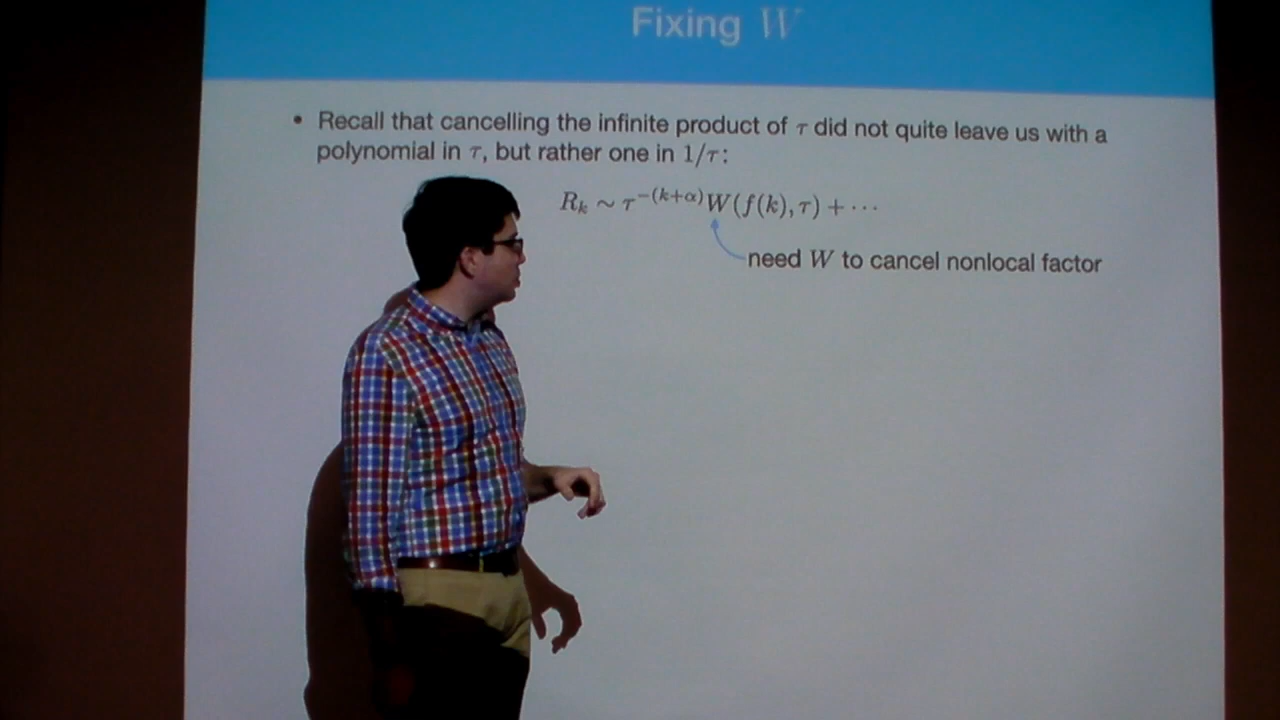 Fixing W
• Recall that cancelling the infinite product of τ did not quite leave us with a
polynomial in τ, but rather one in 1/τ:
R_k ∼ τ^{−(k+α)}W(f(k), τ) + ⋯
need W to cancel nonlocal factor